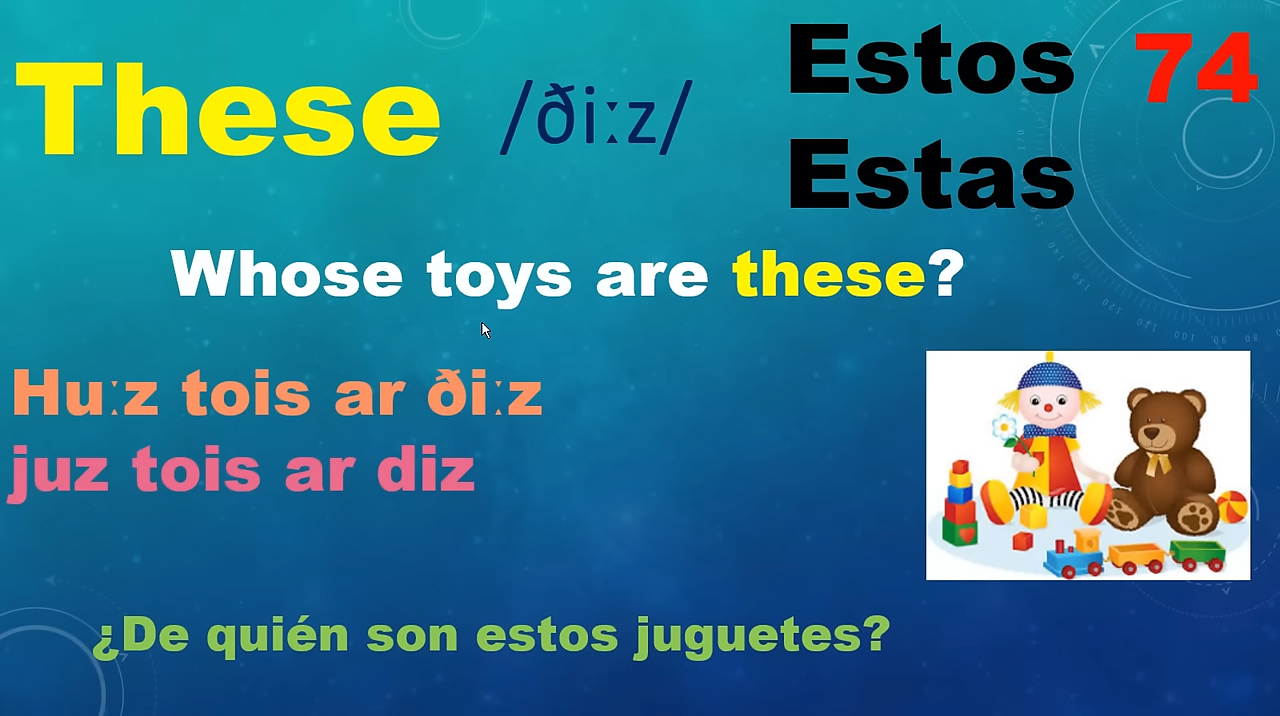 These /ðiːz/ Estos 74
Estas
Whose toys are these?
Huːz tois ar ðiːz
juz tois ar diz
¿De quién son estos juguetes?